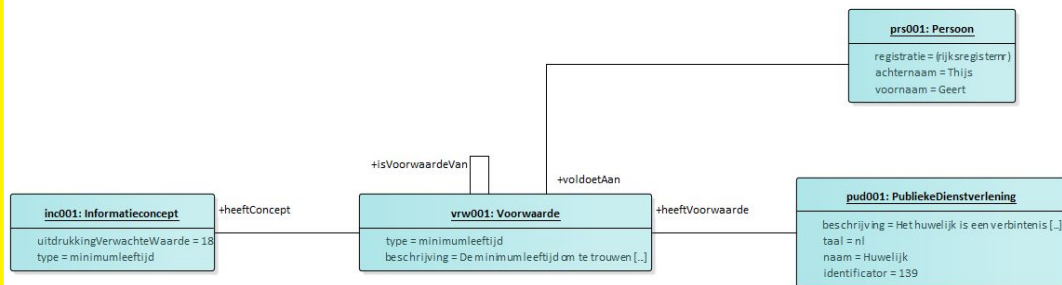 prs001: Persoon
registratie = (rijksregisternr)
achternaam = Thijs
voornaam = Geert
+isVoorwaardeVan
+voldoetAan
inc001: Informatieconcept
uitdrukkingVerwachteWaarde = 18
type = minimumleeftijd
+heeftConcept
vrw001: Voorwaarde
type = minimumleeftijd
beschrijving = De minimumleeftijd om te trouwen [..]
+heeftVoorwaarde
pud001: PubliekeDienstverlening
beschrijving = Het huwelijk is een verbintenis [..]
taal = nl
naam = Huwelijk
identificator = 139